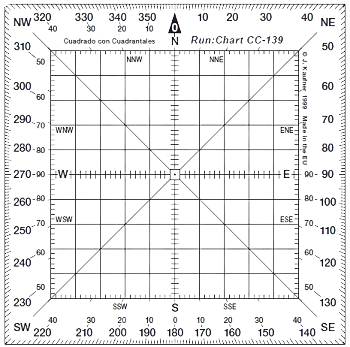 NW 320 330 340 350 0 10 20 30 40 NE
40 30 20 10 N 10 20 30 40
Cuadrado con Cuadrantales Run:Chart CC-139
© J. Kaufner 1999 Made in the EU
NNW NNE
310 50 50 50
300 60 60 60
290 70 70 70
WNW ENE
280 80 80 80
270 90 W E 90 90
260 80 80 100
WSW ESE
250 70 70 110
240 60 60 120
230 50 50 130
SSW S SSE
40 30 20 10 0 10 20 30 40
SW 220 210 200 190 180 170 160 150 140 SE